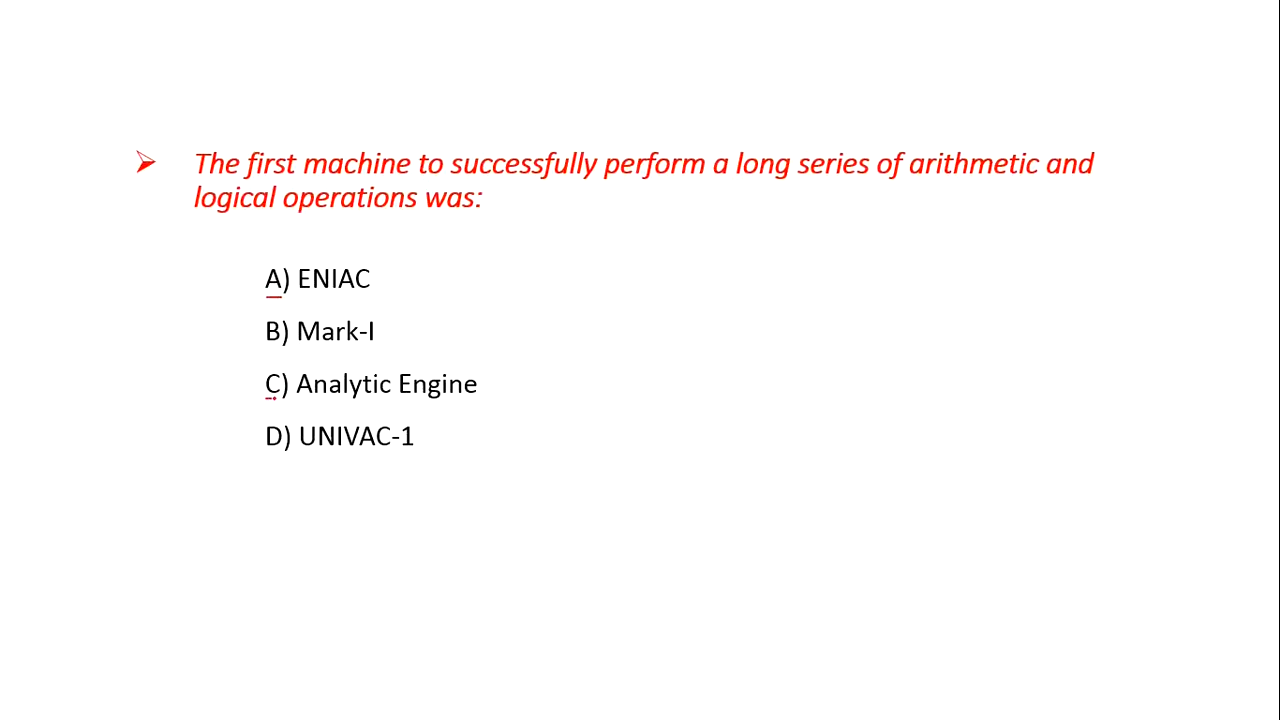 ➢ The first machine to successfully perform a long series of arithmetic and
logical operations was:
A) ENIAC
B) Mark-I
C) Analytic Engine
D) UNIVAC-1